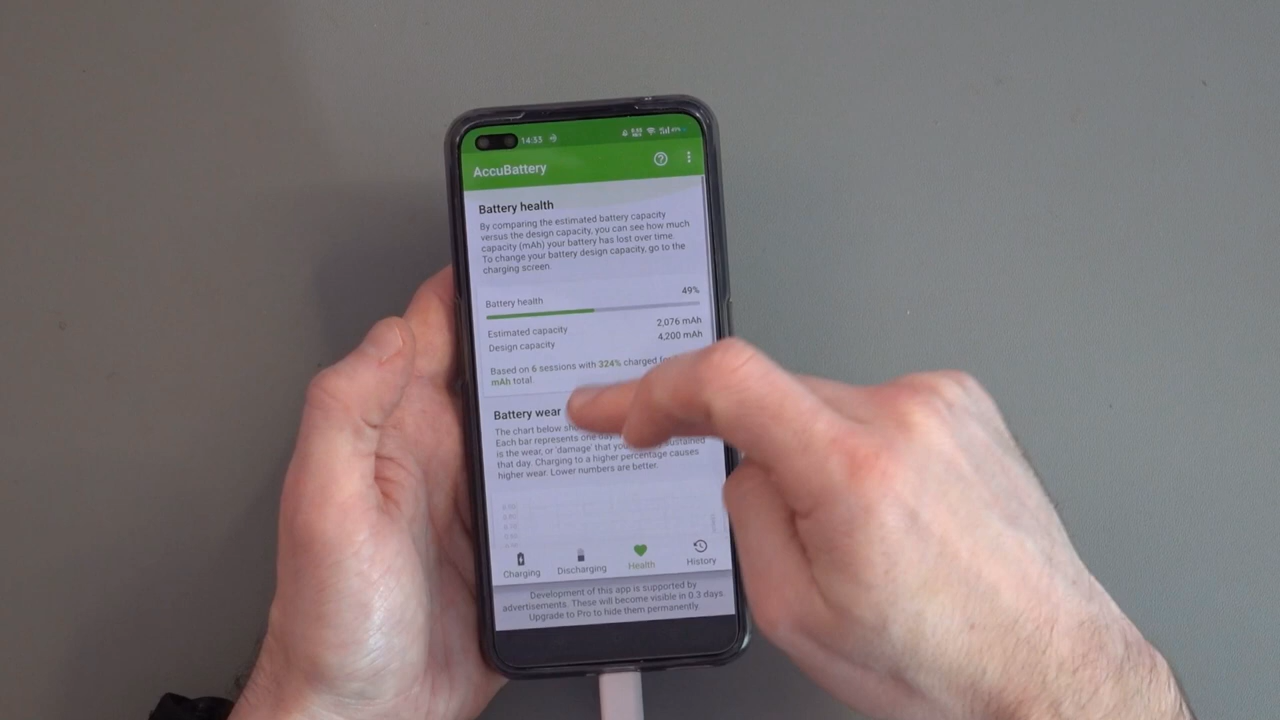 14:33
AccuBattery
Battery health
By comparing the estimated battery capacity
versus the design capacity, you can see how much
capacity (mAh) your battery has lost over time.
To change your battery design capacity, go to the
charging screen.
Battery health 49%
Estimated capacity 2,076 mAh
Design capacity 4,200 mAh
Based on 6 sessions with 324% charged
mAh total.
Battery wear
The chart below
Each bar represents one day.
is the wear, or 'damage' that sustained
that day. Charging to a higher percentage causes
higher wear. Lower numbers are better.
Charging Discharging Health History
Development of this app is supported by
advertisements. These will become visible in 0.3 days.
Upgrade to Pro to hide them permanently.